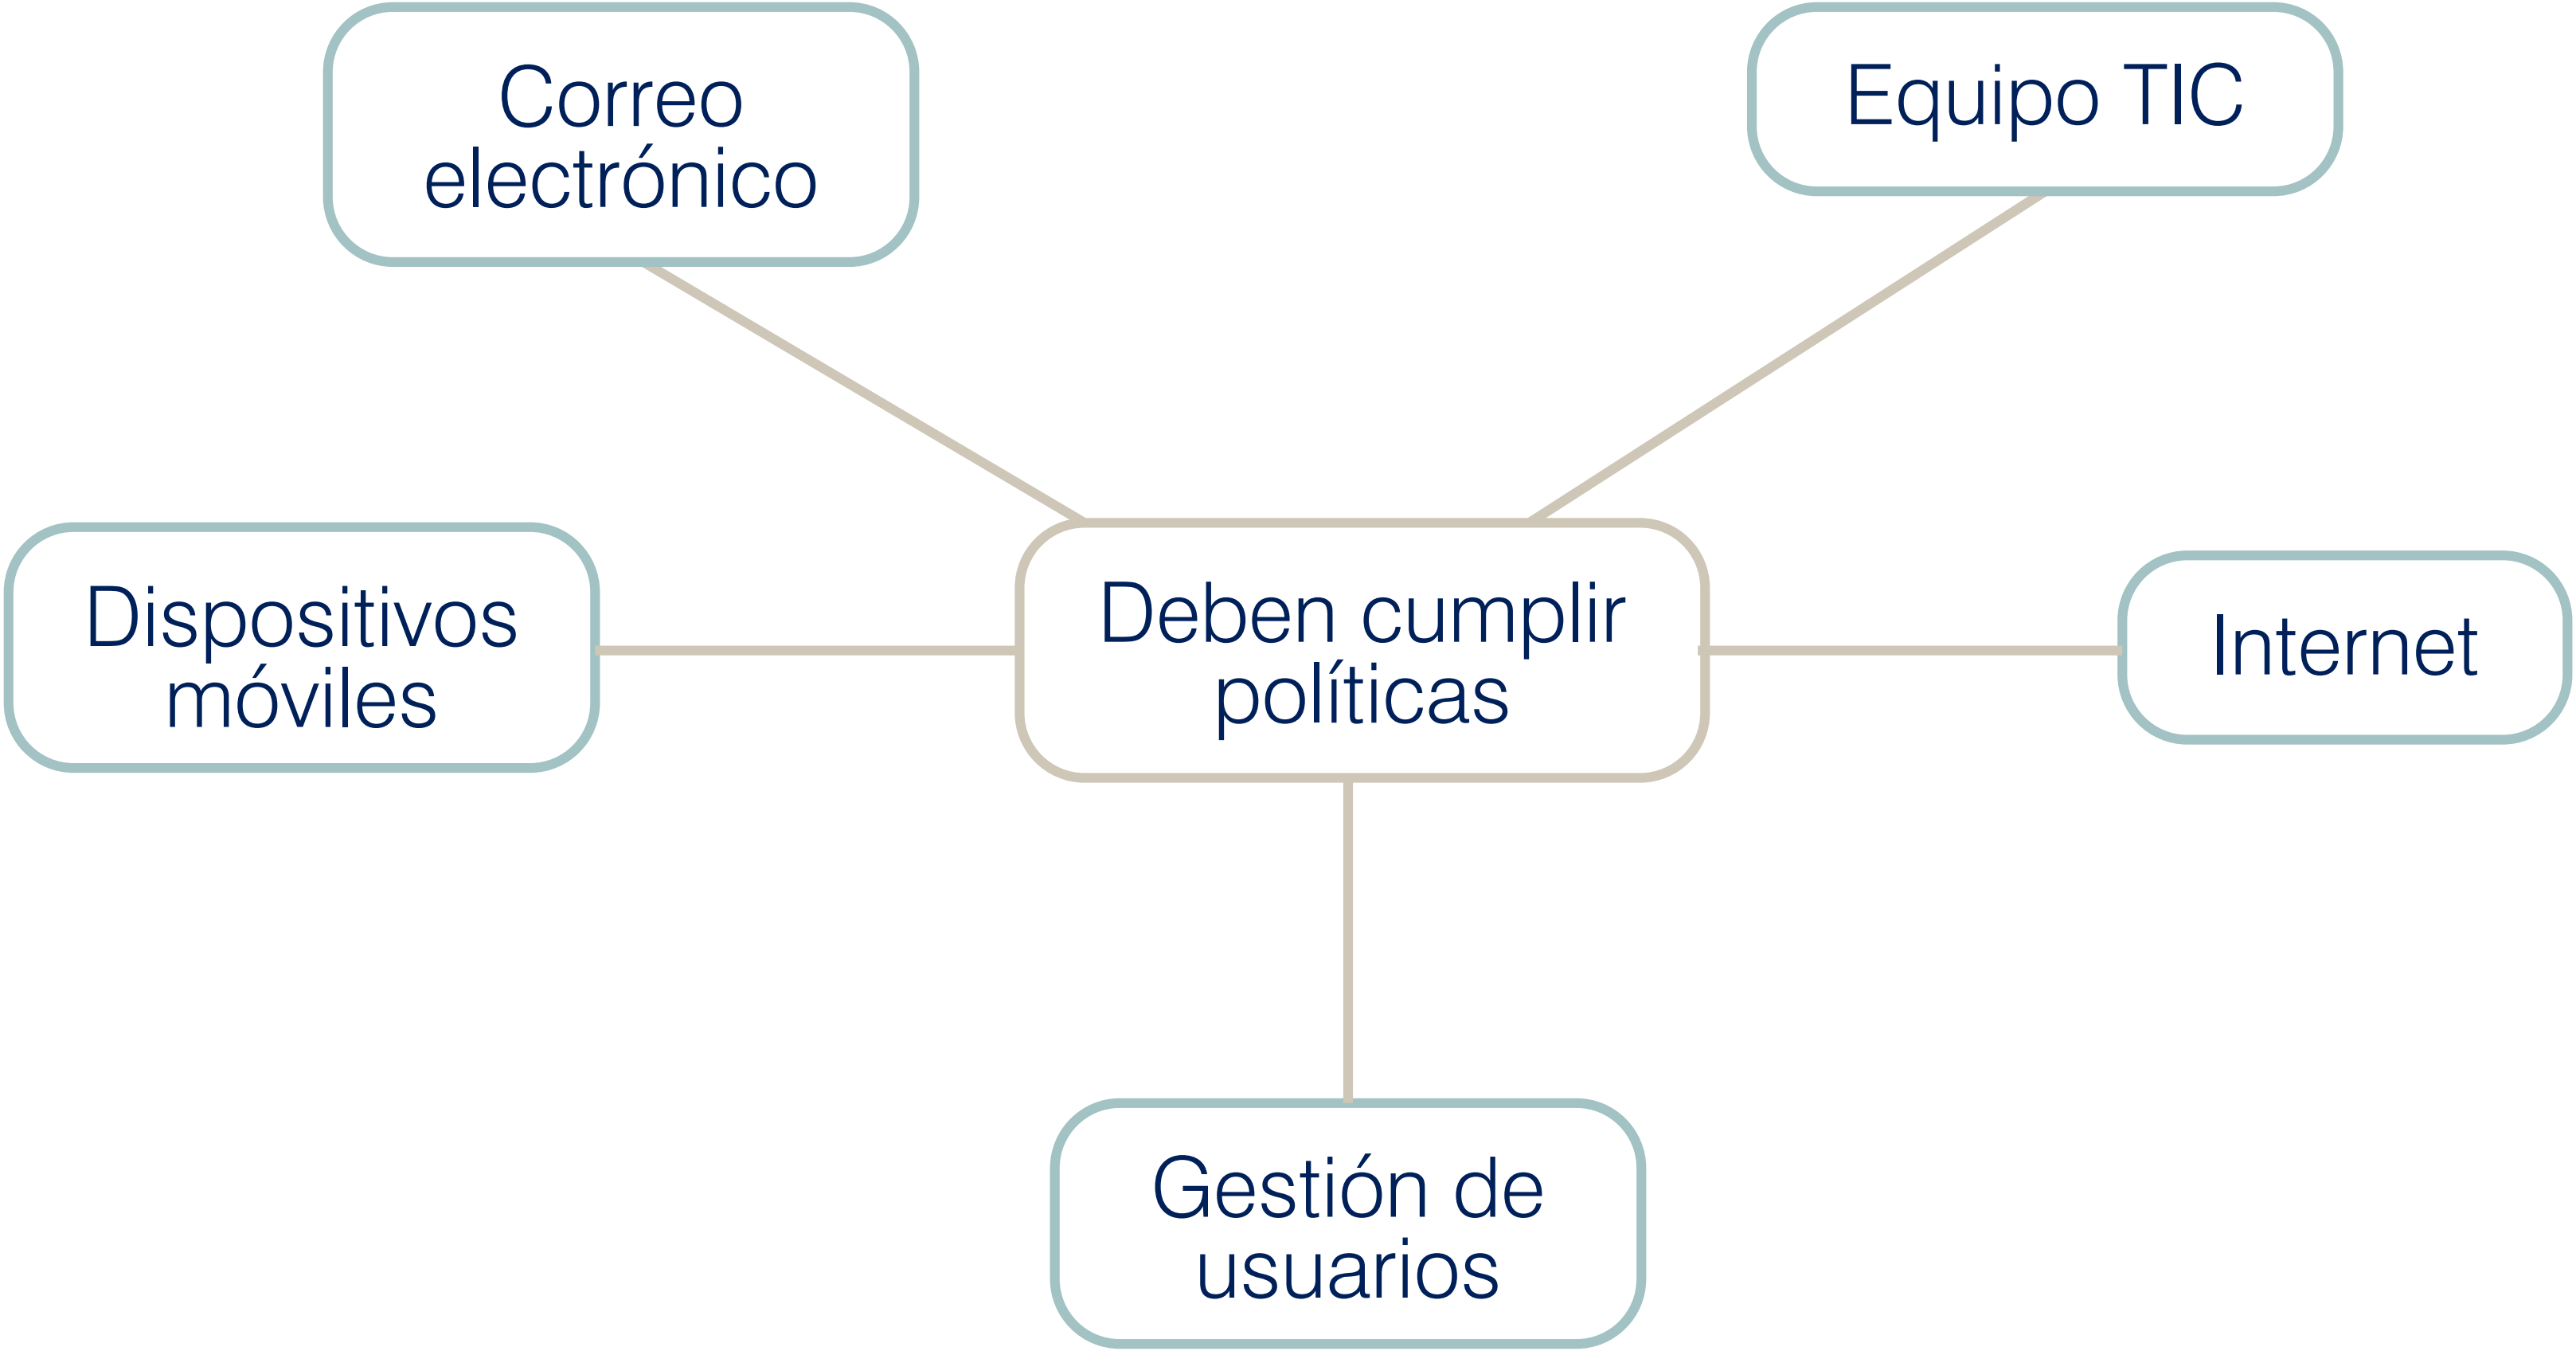 Correo
electrónico
Equipo TIC
Dispositivos
móviles
Deben cumplir
políticas
Internet
Gestión de
usuarios